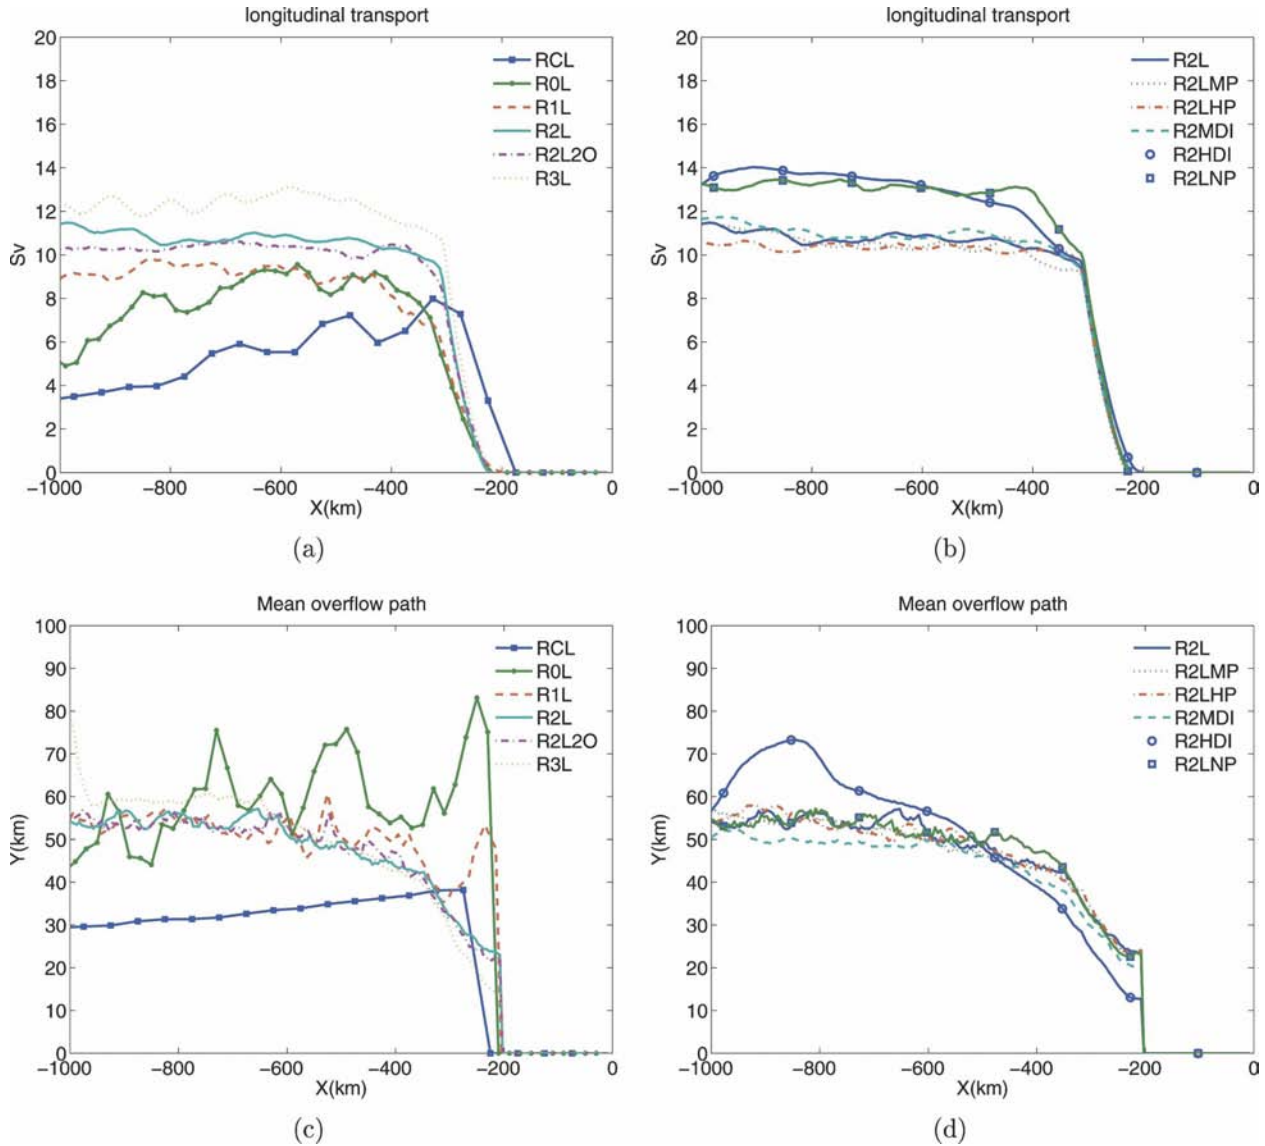 longitudinal transport
20
18
16
14
12
10
8
6
4
2
0
Sv
RCL
R0L
R1L
R2L
R2L2O
R3L
−1000 −800 −600 −400 −200 0
X(km)
(a)
longitudinal transport
20
18
16
14
12
10
8
6
4
2
0
Sv
R2L
R2LMP
R2LHP
R2MDI
R2HDI
R2LNP
−1000 −800 −600 −400 −200 0
X(km)
(b)
Mean overflow path
100
90
80
70
60
50
40
30
20
10
0
Y(km)
RCL
R0L
R1L
R2L
R2L2O
R3L
−1000 −800 −600 −400 −200 0
X(km)
(c)
Mean overflow path
100
90
80
70
60
50
40
30
20
10
0
Y(km)
R2L
R2LMP
R2LHP
R2MDI
R2HDI
R2LNP
−1000 −800 −600 −400 −200 0
X(km)
(d)